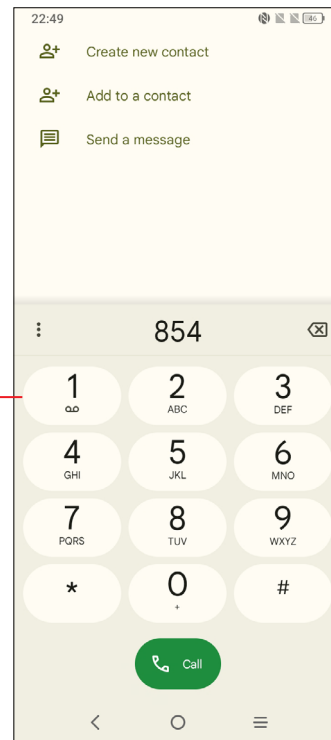 22:49 46
Create new contact
Add to a contact
Send a message
854
1 2 3
ABC DEF
4 5 6
GHI JKL MNO
7 8 9
PQRS TUV WXYZ
* 0 #
+
Call